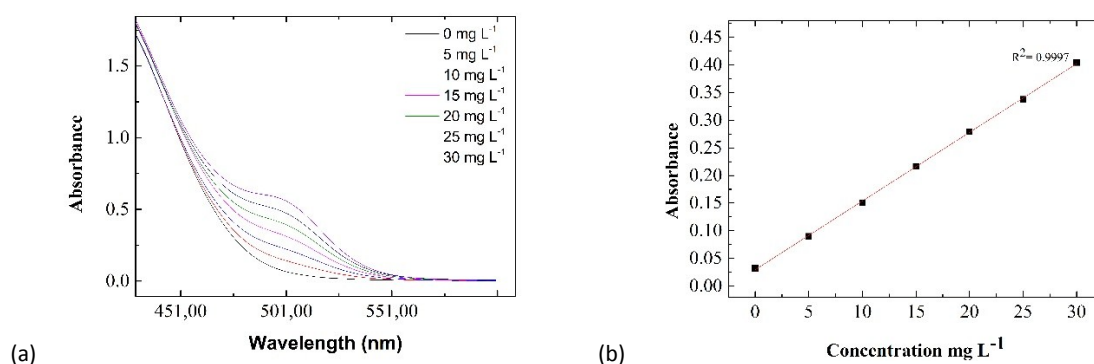 1.5
1.0
0.5
0.0
Absorbancc
451,00
501,00
551,00
Wavelength (nm)
0 mg L-1
5 mg L-1
10 mg L-1
15 mg L-1
20 mg L-1
25 mg L-1
30 mg L-1
(a)
0.45
0.40
0.35
0.30
0.25
0.20
0.15
0.10
0.05
0.00
Absorbance
R2= 0.9997
0
5
10
15
20
25
30
Concentration mg L-1
(b)